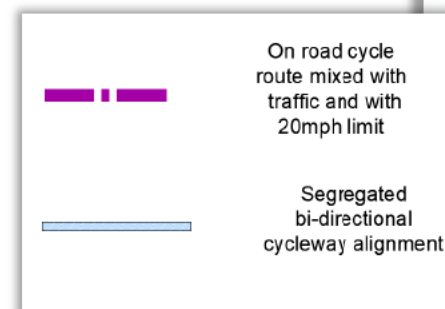 On road cycle
route mixed with
traffic and with
20mph limit
Segregated
bi-directional
cycleway alignment